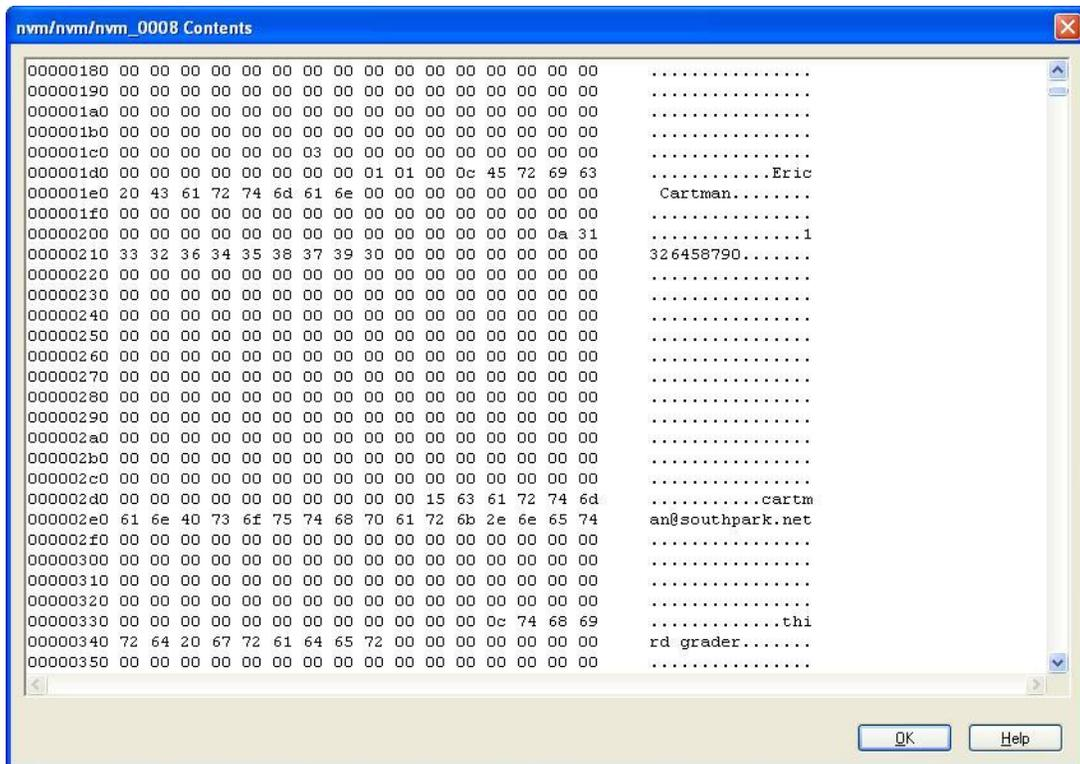 nvm/nvm/nvm_0008 Contents
00000180 00 00 00 00 00 00 00 00 00 00 00 00 00 00 00 00 ................
00000190 00 00 00 00 00 00 00 00 00 00 00 00 00 00 00 00 ................
000001a0 00 00 00 00 00 00 00 00 00 00 00 00 00 00 00 00 ................
000001b0 00 00 00 00 00 00 00 00 00 00 00 00 00 00 00 00 ................
000001c0 00 00 00 00 00 00 03 00 00 00 00 00 00 00 00 00 ................
000001d0 00 00 00 00 00 00 00 00 01 01 00 0c 45 72 69 63 ............Eric
000001e0 20 43 61 72 74 6d 61 6e 00 00 00 00 00 00 00 00 Cartman........
000001f0 00 00 00 00 00 00 00 00 00 00 00 00 00 00 00 00 ................
00000200 00 00 00 00 00 00 00 00 00 00 00 00 00 00 0a 31 ...............1
00000210 33 32 36 34 35 38 37 39 30 00 00 00 00 00 00 00 326458790.......
00000220 00 00 00 00 00 00 00 00 00 00 00 00 00 00 00 00 ................
00000230 00 00 00 00 00 00 00 00 00 00 00 00 00 00 00 00 ................
00000240 00 00 00 00 00 00 00 00 00 00 00 00 00 00 00 00 ................
00000250 00 00 00 00 00 00 00 00 00 00 00 00 00 00 00 00 ................
00000260 00 00 00 00 00 00 00 00 00 00 00 00 00 00 00 00 ................
00000270 00 00 00 00 00 00 00 00 00 00 00 00 00 00 00 00 ................
00000280 00 00 00 00 00 00 00 00 00 00 00 00 00 00 00 00 ................
00000290 00 00 00 00 00 00 00 00 00 00 00 00 00 00 00 00 ................
000002a0 00 00 00 00 00 00 00 00 00 00 00 00 00 00 00 00 ................
000002b0 00 00 00 00 00 00 00 00 00 00 00 00 00 00 00 00 ................
000002c0 00 00 00 00 00 00 00 00 00 00 00 00 00 00 00 00 ................
000002d0 00 00 00 00 00 00 00 00 00 00 15 63 61 72 74 6d ...........cartm
000002e0 61 6e 40 73 6f 75 74 68 70 61 72 6b 2e 6e 65 74 an@southpark.net
000002f0 00 00 00 00 00 00 00 00 00 00 00 00 00 00 00 00 ................
00000300 00 00 00 00 00 00 00 00 00 00 00 00 00 00 00 00 ................
00000310 00 00 00 00 00 00 00 00 00 00 00 00 00 00 00 00 ................
00000320 00 00 00 00 00 00 00 00 00 00 00 00 00 00 00 00 ................
00000330 00 00 00 00 00 00 00 00 00 00 00 00 0c 74 68 69 .............thi
00000340 72 64 20 67 72 61 64 65 72 00 00 00 00 00 00 00 rd grader.......
00000350 00 00 00 00 00 00 00 00 00 00 00 00 00 00 00 00 ................
OK Help